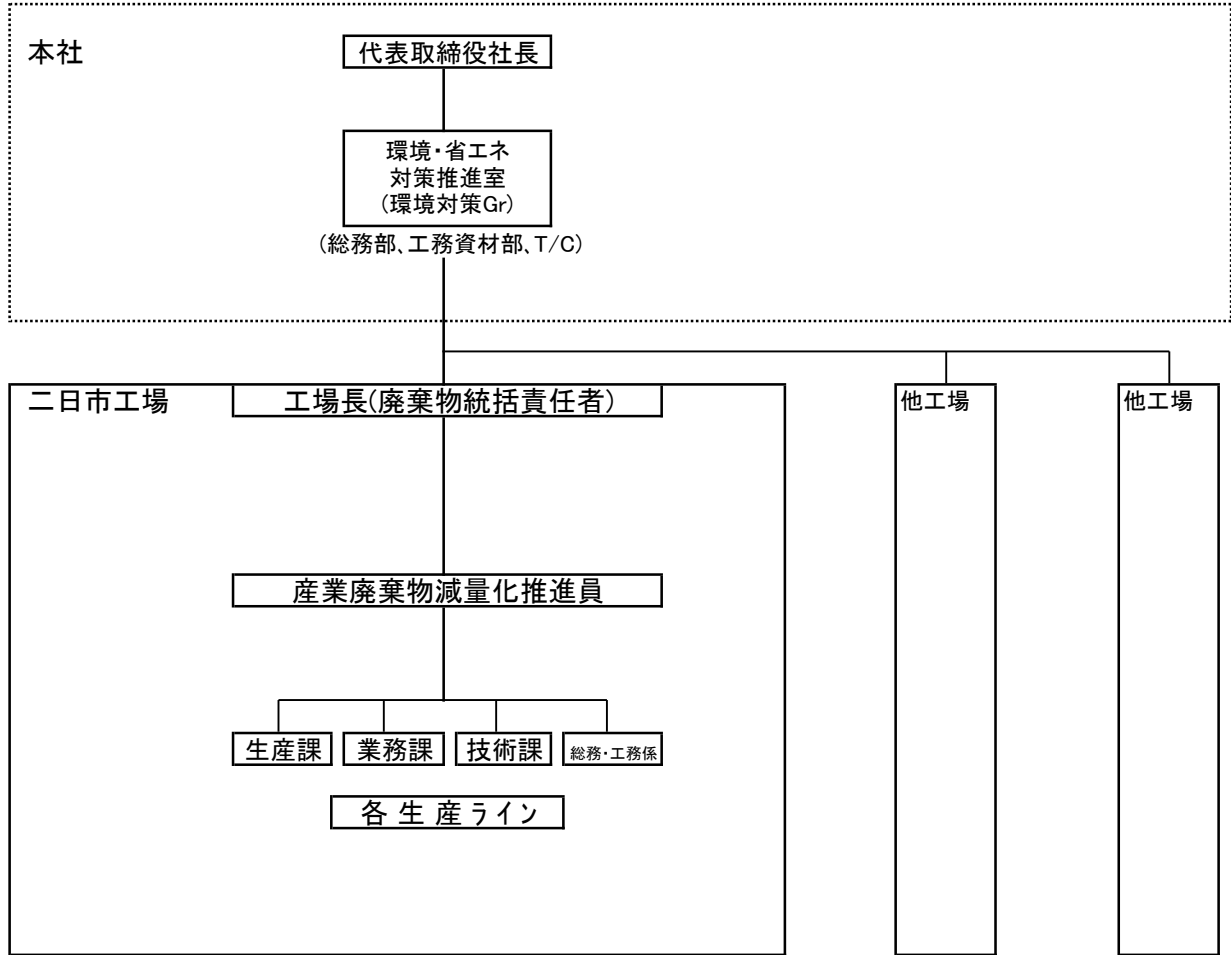 本社
代表取締役社長
環境・省エネ
対策推進室
(環境対策Gr)
(総務部、工務資材部、T/C)
二日市工場
工場長(廃棄物統括責任者)
他工場
他工場
産業廃棄物減量化推進員
生産課
業務課
技術課
総務・工務係
各生産ライン